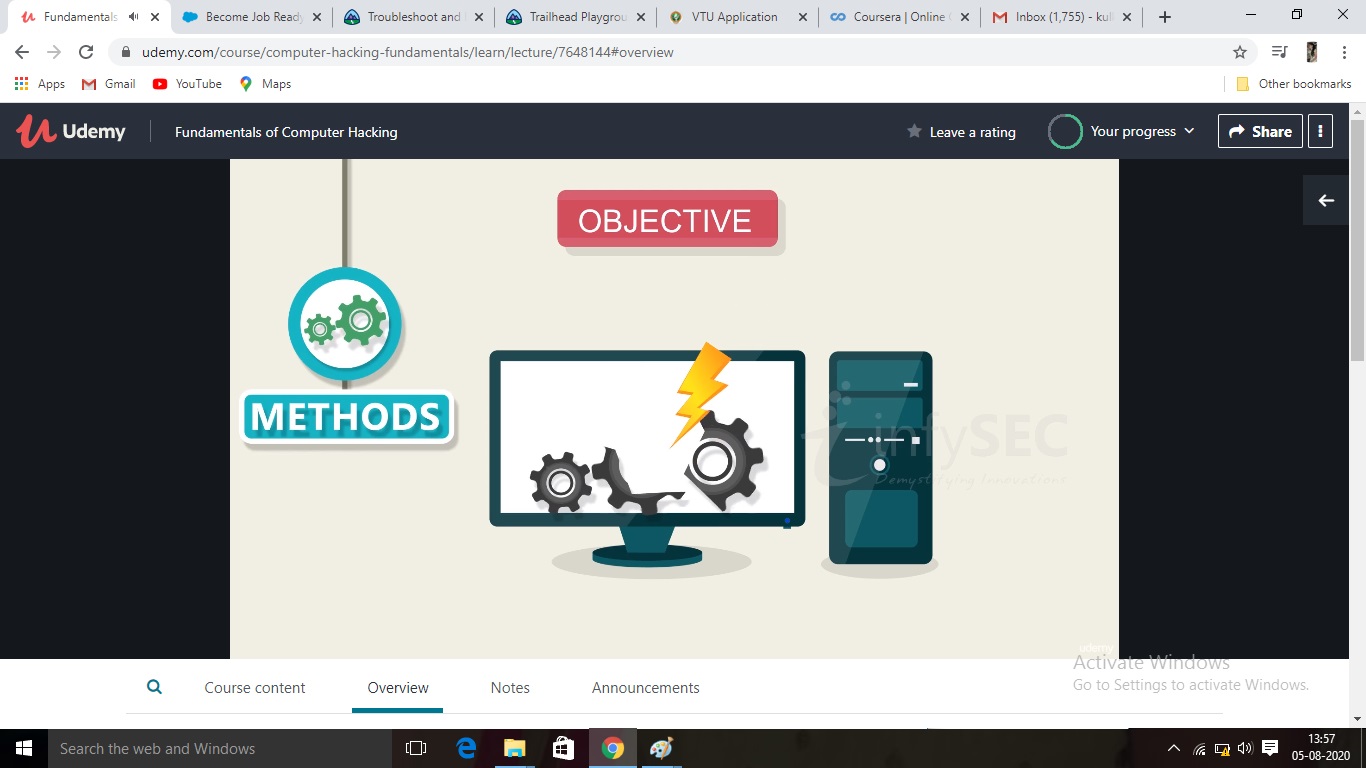 Fundamentals
Become Job Ready
Troubleshoot and
Trailhead Playgrou
VTU Application
Coursera | Online
Inbox (1,755) - kul
udemy.com/course/computer-hacking-fundamentals/learn/lecture/7648144#overview
Apps
Gmail
YouTube
Maps
Other bookmarks
Udemy
Fundamentals of Computer Hacking
Leave a rating
Your progress
Share
OBJECTIVE
METHODS
infySEC
Demystifying Innovations
udemy
Activate Windows
Go to Settings to activate Windows.
Course content
Overview
Notes
Announcements
Search the web and Windows
13:57
05-08-2020